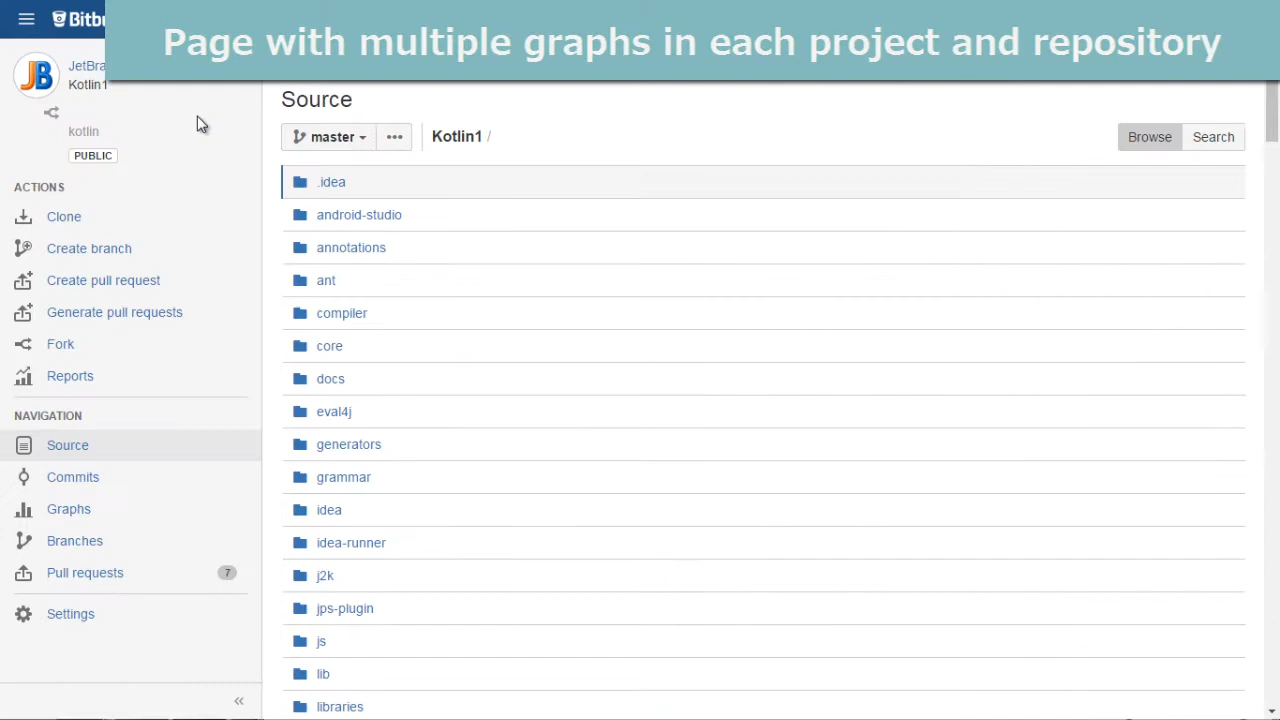 Bitbu
Page with multiple graphs in each project and repository
JetBra
Kotlin1
kotlin
PUBLIC
ACTIONS
Clone
Create branch
Create pull request
Generate pull requests
Fork
Reports
NAVIGATION
Source
Commits
Graphs
Branches
Pull requests 7
Settings
«
Source
master Kotlin1 / Browse Search
.idea
android-studio
annotations
ant
compiler
core
docs
eval4j
generators
grammar
idea
idea-runner
j2k
jps-plugin
js
lib
libraries